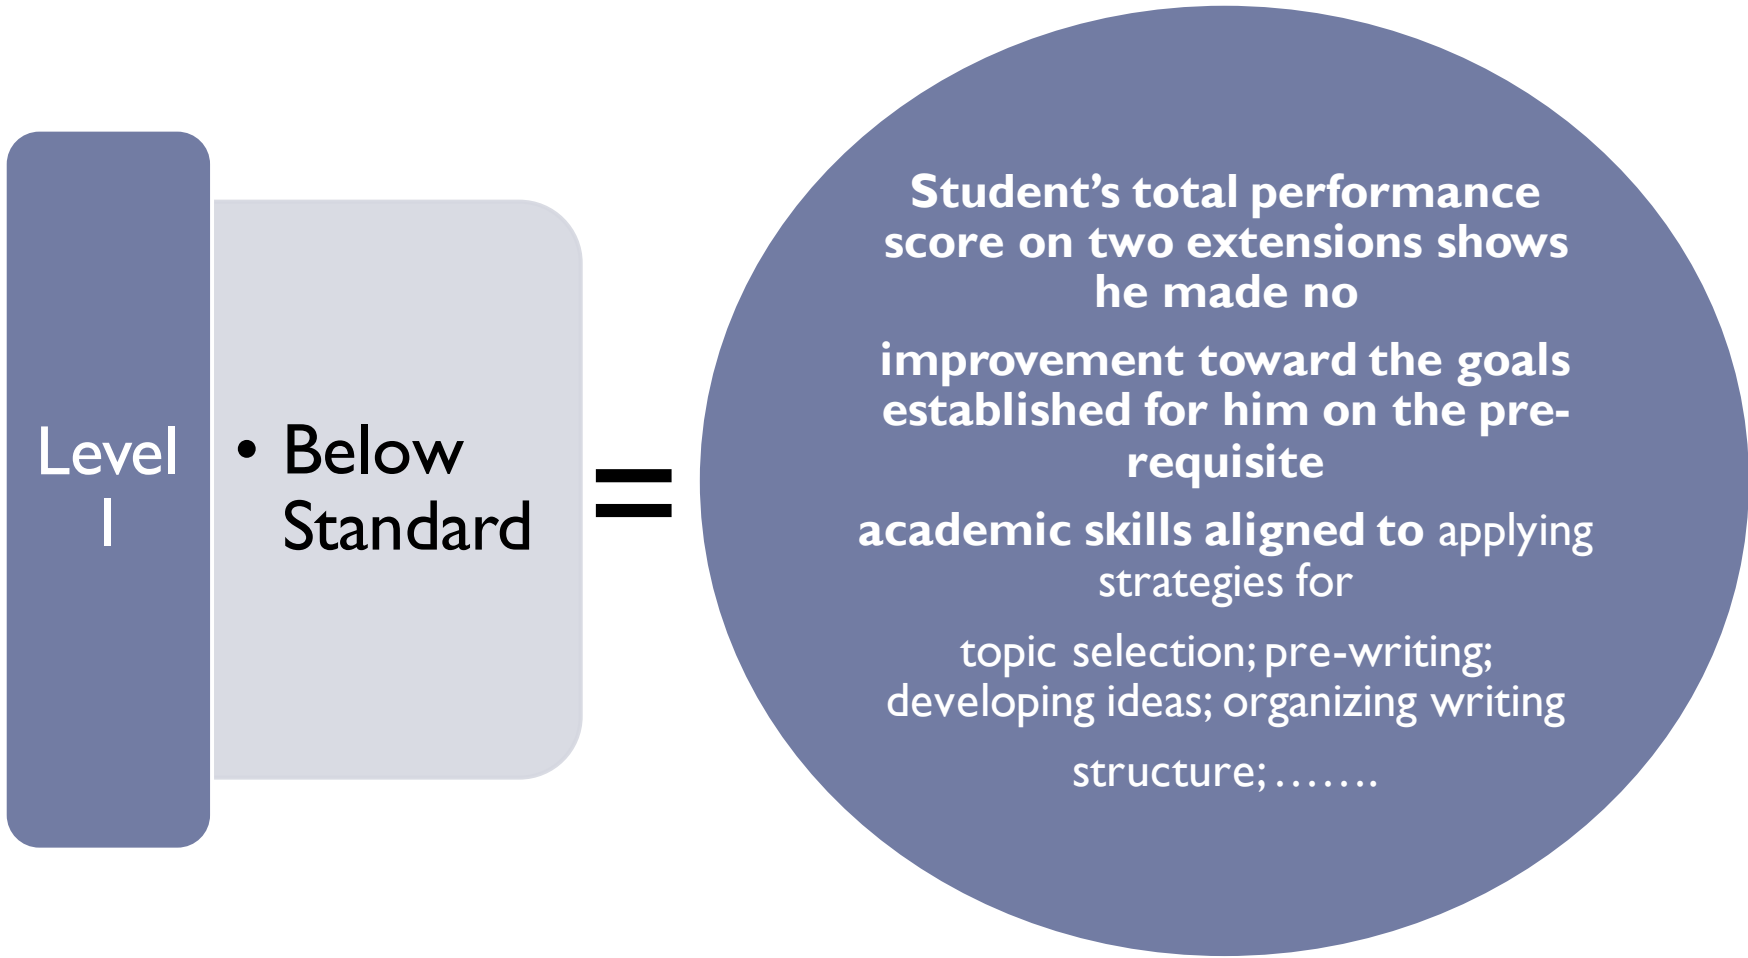 Level
1
• Below
Standard
=
Student’s total performance
score on two extensions shows
he made no
improvement toward the goals
established for him on the pre-
requisite
academic skills aligned to applying
strategies for
topic selection; pre-writing;
developing ideas; organizing writing
structure; …….